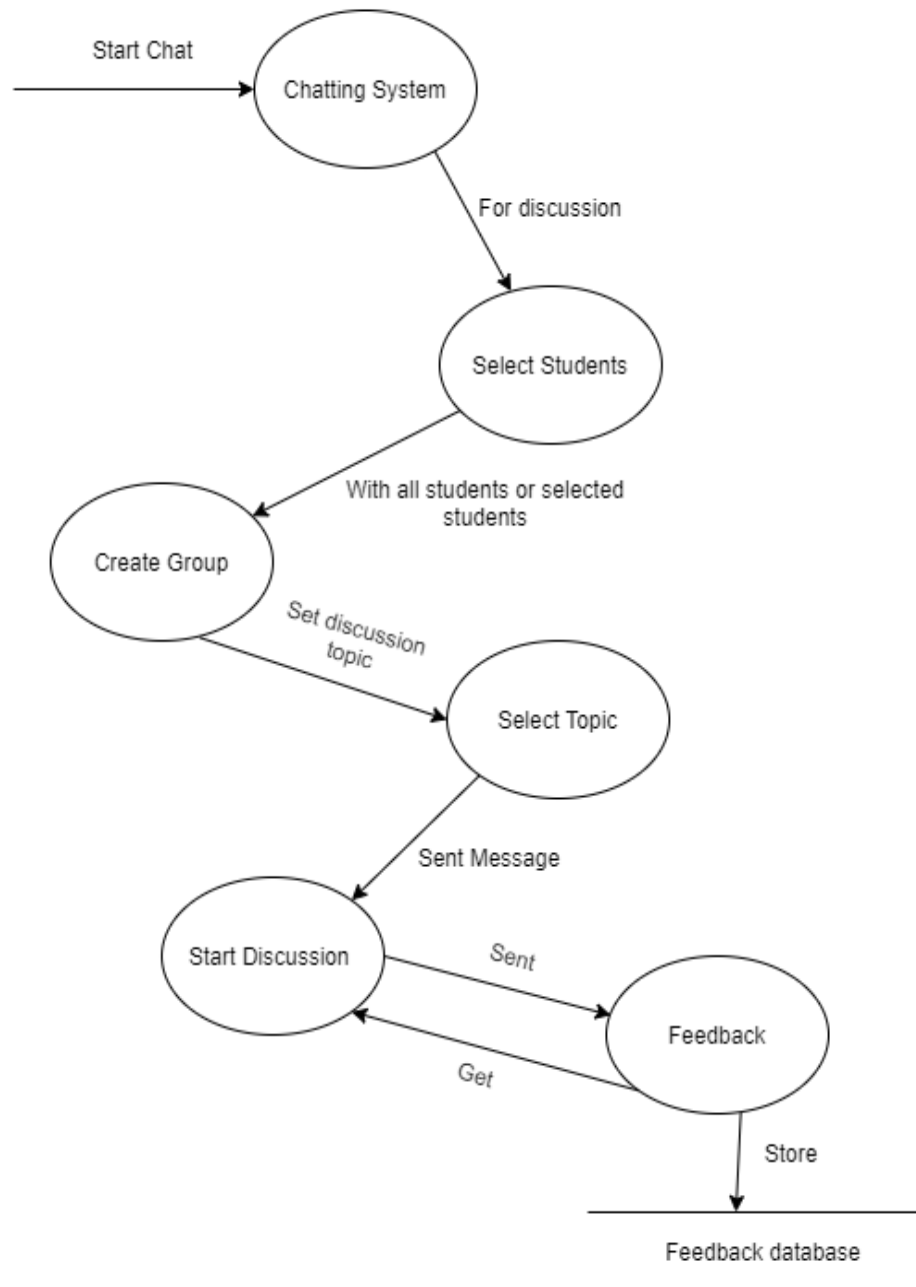 Start Chat
Chatting System
For discussion
Select Students
With all students or selected
students
Create Group
Set discussion
topic
Select Topic
Sent Message
Start Discussion
Sent
Feedback
Get
Store
Feedback database